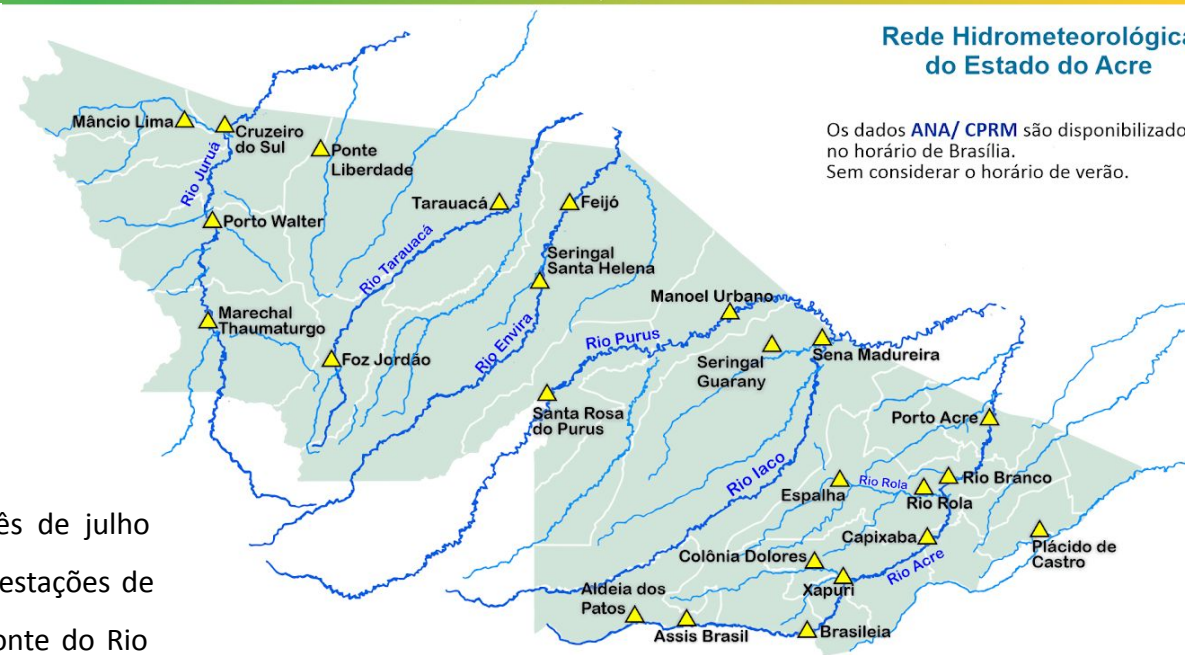 Rede Hidrometeorológica
do Estado do Acre
Os dados ANA/ CPRM são disponibilizado
no horário de Brasília.
Sem considerar o horário de verão.
Mâncio Lima
Cruzeiro
do Sul
Ponte
Liberdade
Rio Juruá
Porto Walter
Tarauacá
Feijó
Rio Tarauacá
Seringal
Santa Helena
Marechal
Thaumaturgo
Foz Jordão
Rio Envira
Manoel Urbano
Rio Purus
Seringal
Guarany
Sena Madureira
Santa Rosa
do Purus
Porto Acre
Rio Iaco
Espalha
Rio Rola
Rio Rola
Rio Branco
Capixaba
Plácido de
Castro
Colônia Dolores
Rio Acre
Xapuri
Aldeia dos
Patos
Assis Brasil
Brasileia
ês de julho
estações de
onte do Rio